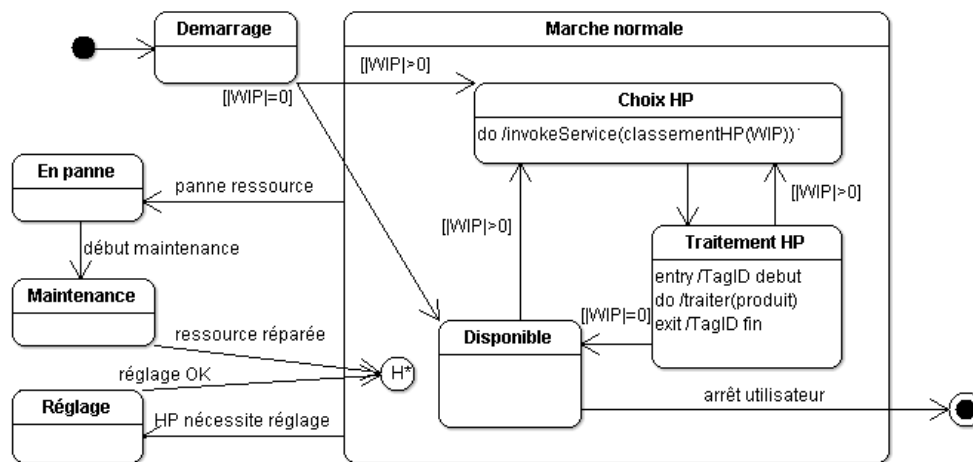 Demarrage
Marche normale
[|WIP|>0]
[|WIP|=0]
Choix HP
do /invokeService(classementHP(WIP))
En panne
panne ressource
[|WIP|>0]
[|WIP|>0]
début maintenance
Traitement HP
entry /TagID debut
do /traiter(produit)
exit /TagID fin
Maintenance
[|WIP|=0]
ressource réparée
Disponible
réglage OK
H*
Réglage
HP nécessite réglage
arrêt utilisateur